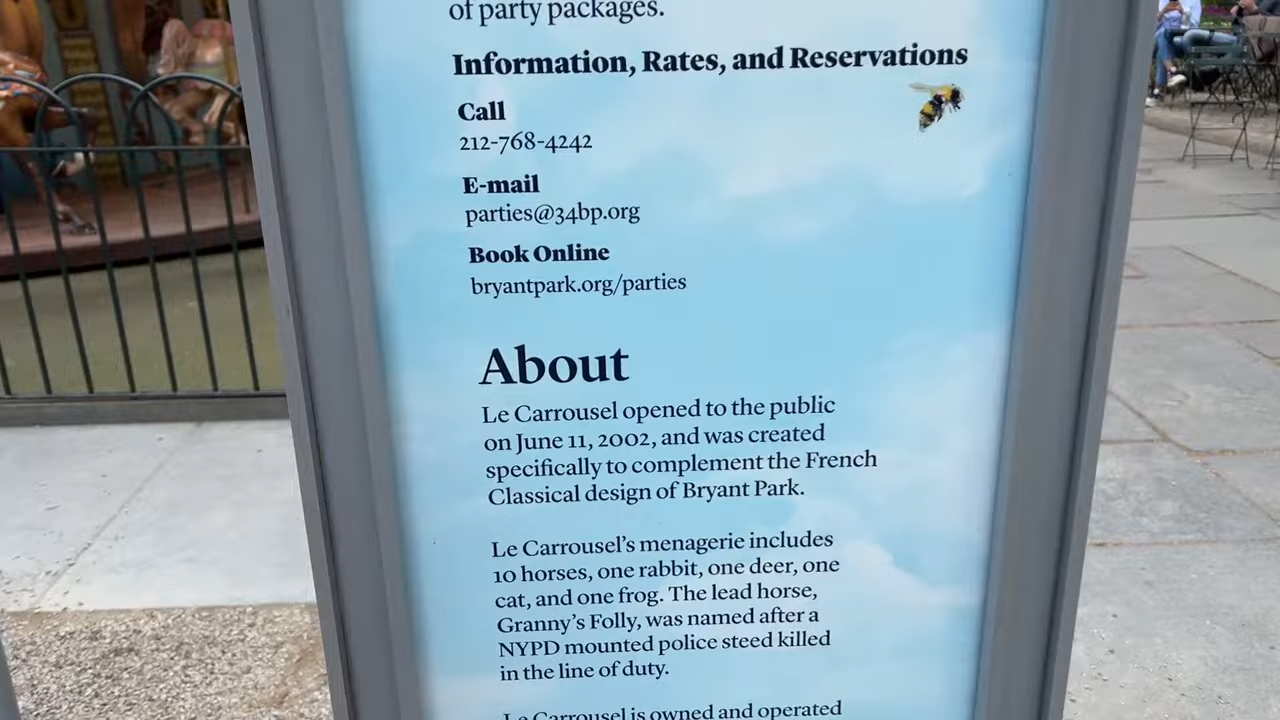 of party packages.
Information, Rates, and Reservations
Call
212-768-4242
E-mail
parties@34bp.org
Book Online
bryantpark.org/parties
About
Le Carrousel opened to the public
on June 11, 2002, and was created
specifically to complement the French
Classical design of Bryant Park.
Le Carrousel's menagerie includes
10 horses, one rabbit, one deer, one
cat, and one frog. The lead horse,
Granny's Folly, was named after a
NYPD mounted police steed killed
in the line of duty.
Le Carrousel is owned and operated